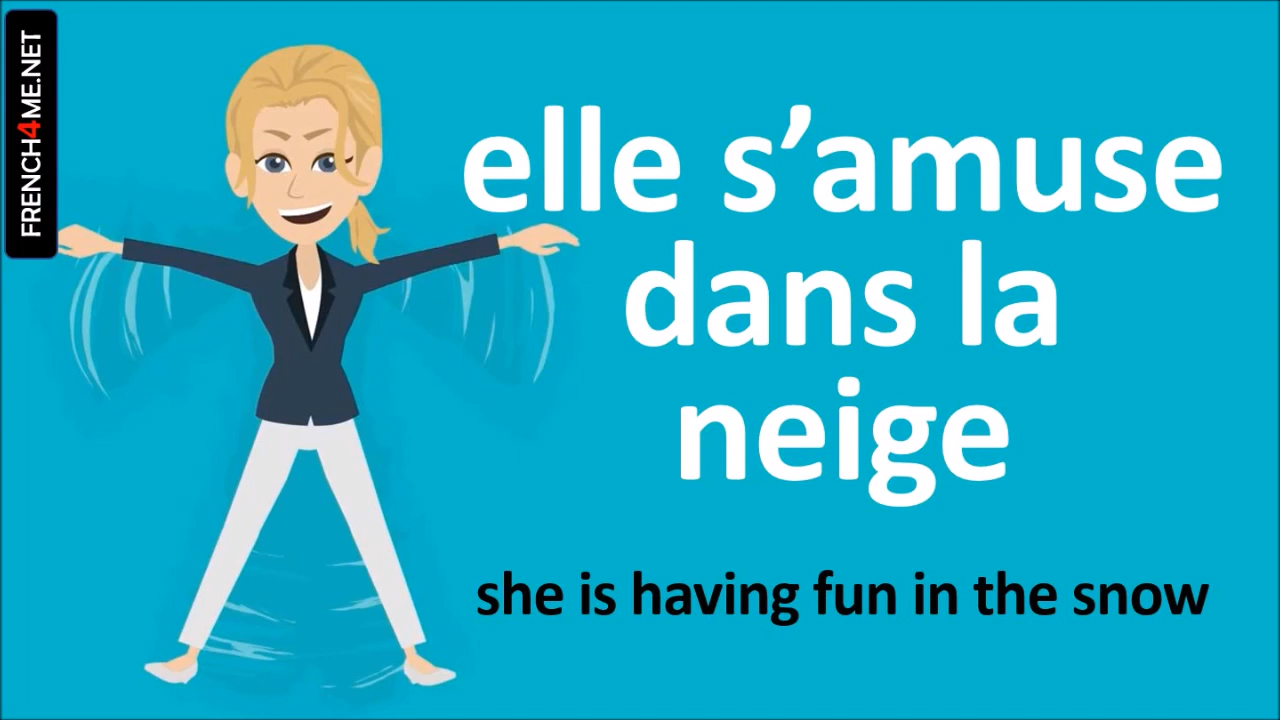 FRENCH4ME.NET
elle s’amuse
dans la
neige
she is having fun in the snow